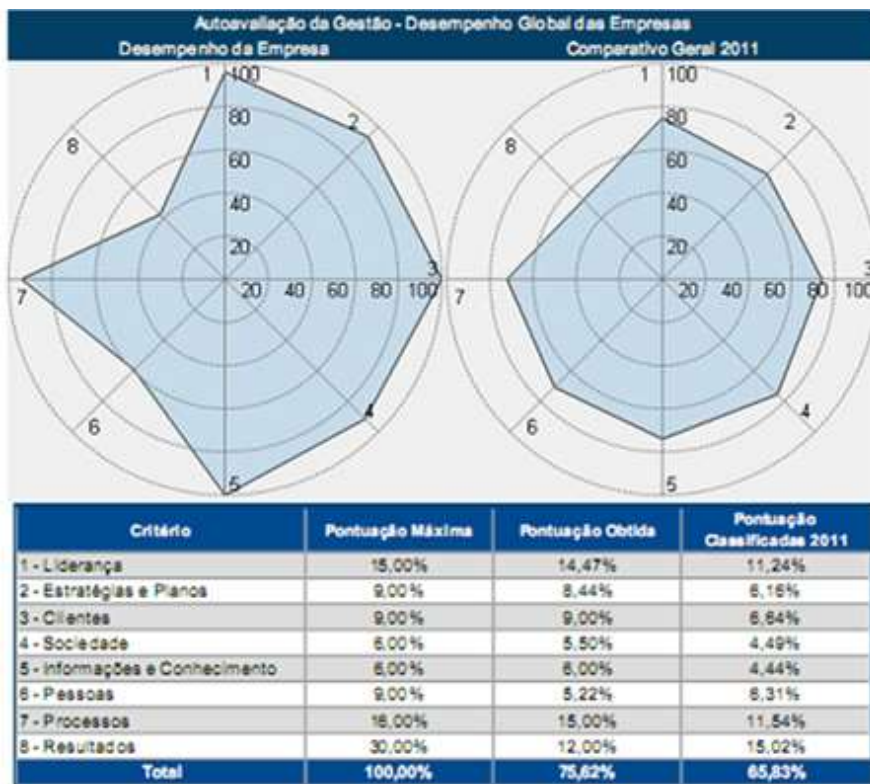 Autoavaliação da Gestão - Desempenho Global das Empresas
Desempenho da Empresa
Comparativo Geral 2011
1
100
80
60
40
20
2
3
20 40 60 80 100
4
5
6
7
8
1
100
80
60
40
20
2
3
20 40 60 80 100
4
5
6
7
8
Critério Pontuação Máxima Pontuação Obtida Pontuação Classificadas 2011
1 - Liderança 15,00% 14,47% 11,24%
2 - Estratégias e Planos 9,00% 8,44% 6,16%
3 - Clientes 9,00% 9,00% 6,64%
4 - Sociedade 6,00% 5,50% 4,49%
5 - Informações e Conhecimento 6,00% 6,00% 4,44%
6 - Pessoas 9,00% 5,22% 6,31%
7 - Processos 16,00% 15,00% 11,54%
8 - Resultados 30,00% 12,00% 15,02%
Total 100,00% 75,62% 65,83%